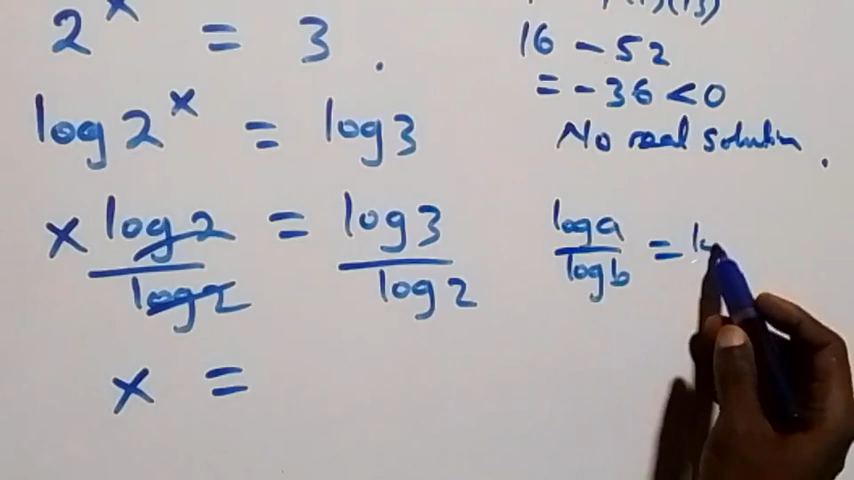 2^x = 3.
log 2^x = log 3
x log 2 / log 2 = log 3 / log 2
x =
16 - 52
= -36 < 0
No real solution.
log a / log b = l